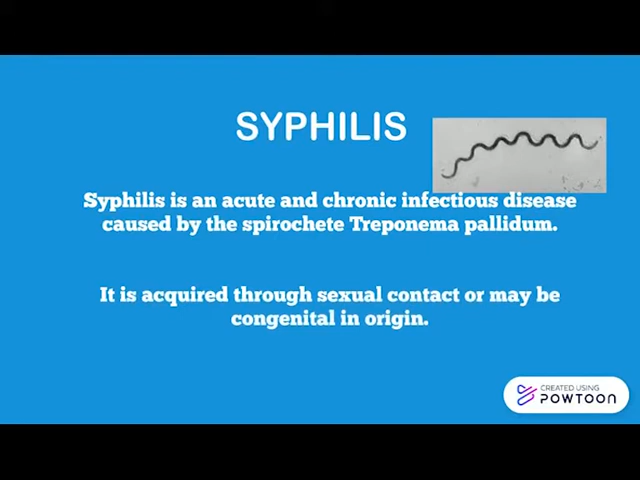 SYPHILIS
Syphilis is an acute and chronic infectious disease
caused by the spirochete Treponema pallidum.
It is acquired through sexual contact or may be
congenital in origin.
CREATED USING
POWTOON